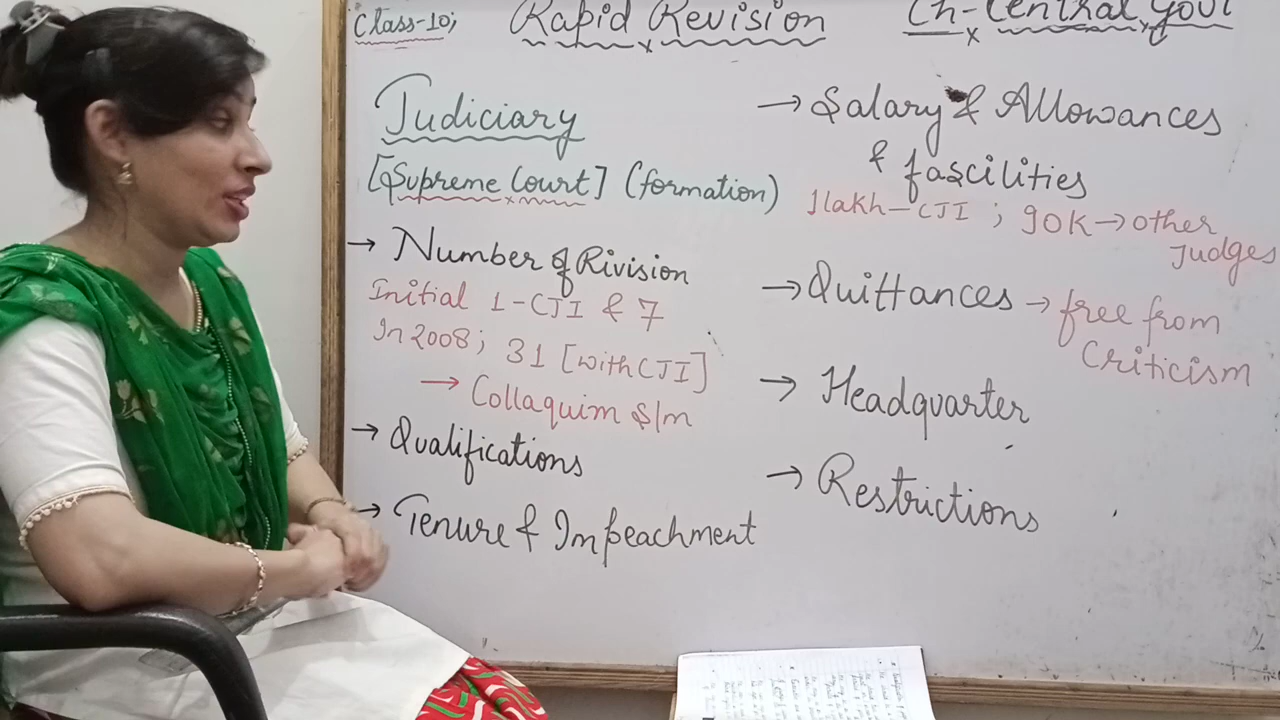 Class-10; Rapid Revision Ch-Central Govt
Judiciary
[Supreme Court] (formation)
→ Number of Rivision
Initial 1-CJI & 7
In 2008; 31 [with CJI]
→ Collaquim S/m
→ Qualifications
→ Tenure & Impeachment
→ Salary & Allowances
& fascilities
1lakh-CJI ; 90K→other
Judges
→ Quittances → free from
Criticism
→ Headquarter
→ Restrictions